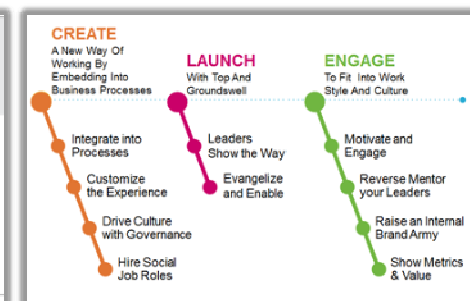 CREATE
A New Way Of
Working By
Embedding Into
Business Processes
Integrate into
Processes
Customize
the Experience
Drive Culture
with Governance
Hire Social
Job Roles
LAUNCH
With Top And
Groundswell
Leaders
Show the Way
Evangelize
and Enable
ENGAGE
To Fit Into Work
Style And Culture
Motivate and
Engage
Reverse Mentor
your Leaders
Raise an Internal
Brand Army
Show Metrics
& Value